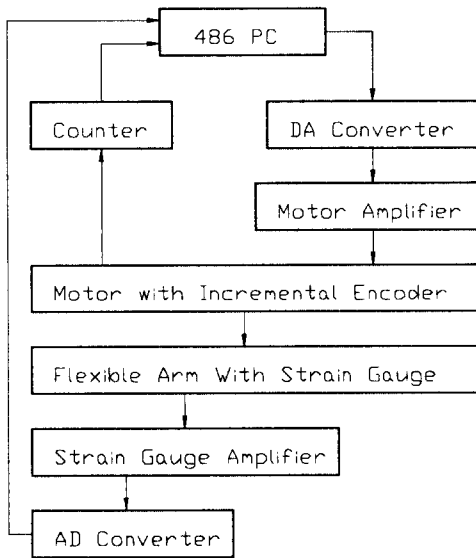 486 PC
Counter
DA Converter
Motor Amplifier
Motor with Incremental Encoder
Flexible Arm With Strain Gauge
Strain Gauge Amplifier
AD Converter